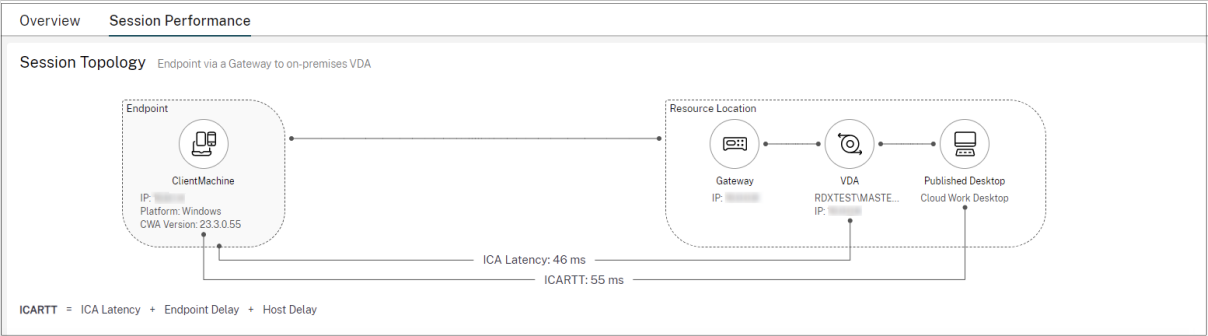 Overview Session Performance
Session Topology Endpoint via a Gateway to on-premises VDA
Endpoint
Resource Location
ClientMachine
IP:
Platform: Windows
CWA Version: 23.3.0.55
Gateway
IP:
VDA
RDXTEST\MASTE...
IP:
Published Desktop
Cloud Work Desktop
ICA Latency: 46 ms
ICARTT: 55 ms
ICARTT = ICA Latency + Endpoint Delay + Host Delay